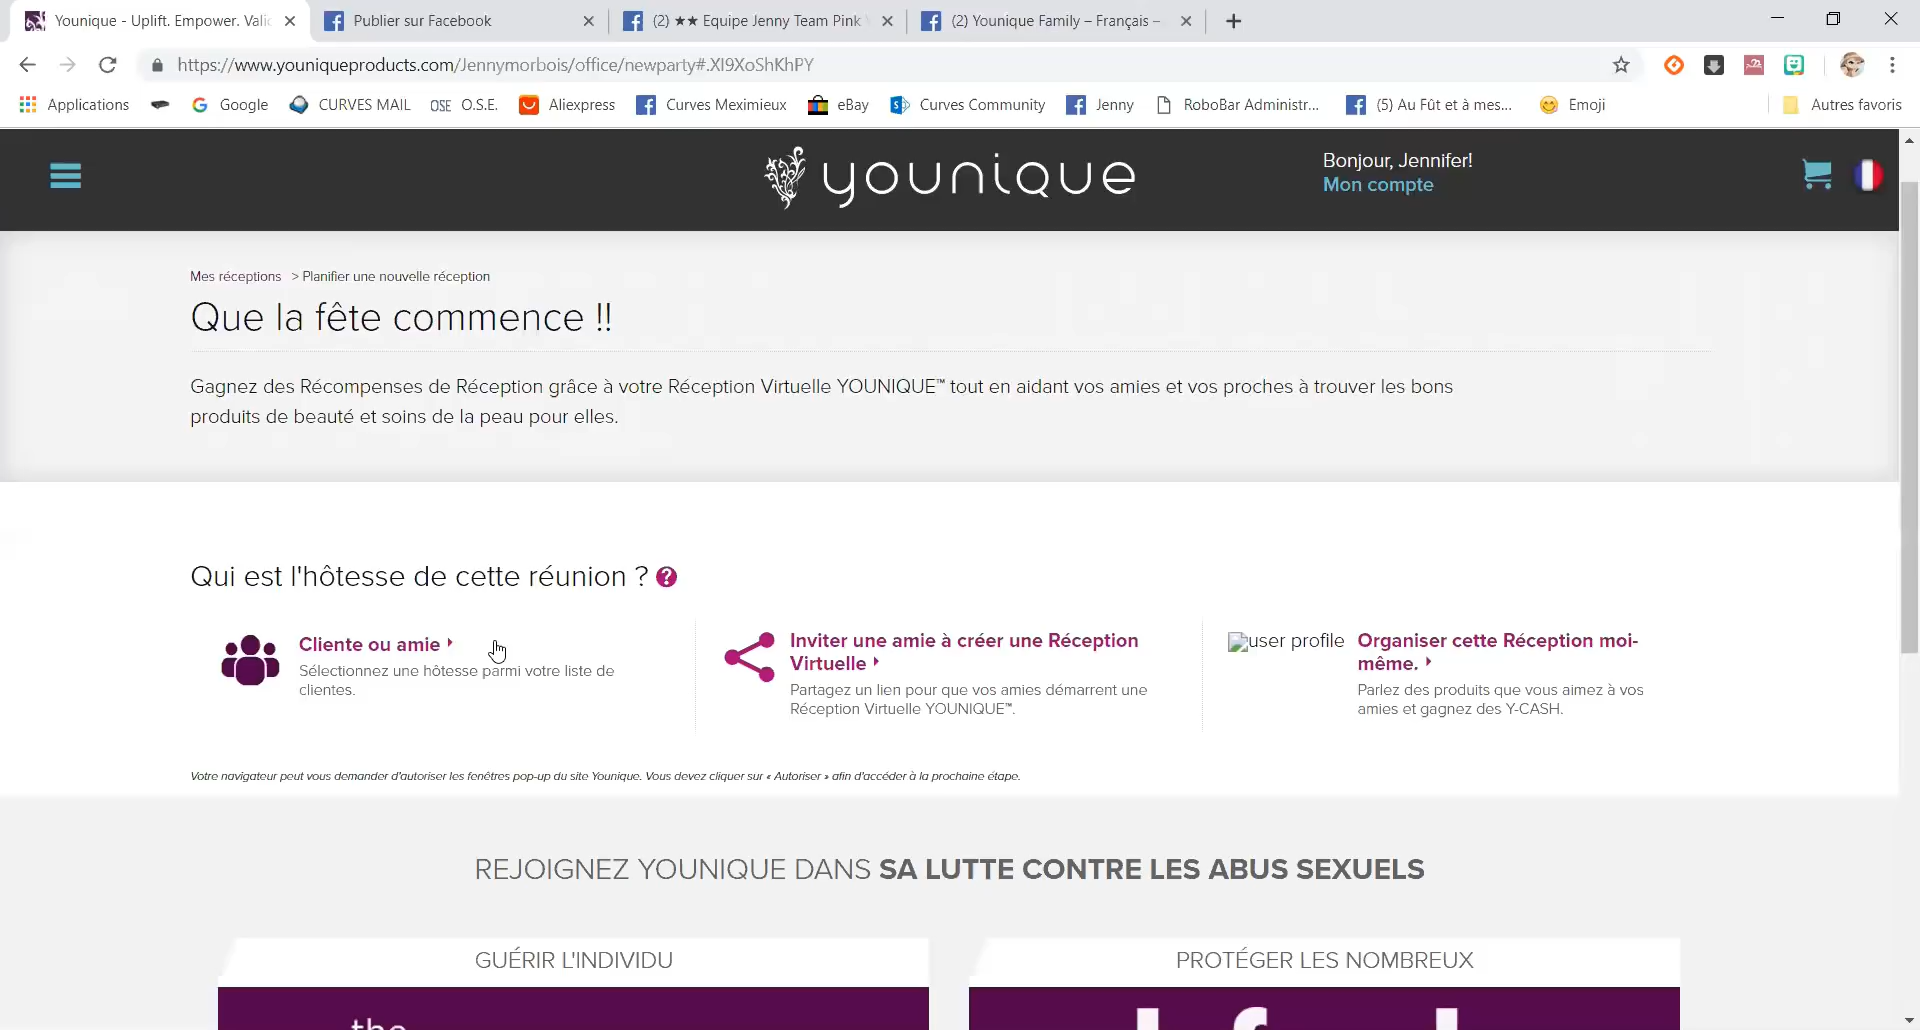 Younique - Uplift. Empower. Valid
Publier sur Facebook
(2) ★★ Equipe Jenny Team Pink
(2) Younique Family – Français –
https://www.youniqueproducts.com/Jennymorbois/office/newparty#.XI9XoShKhPY
Applications
Google
CURVES MAIL
OSE O.S.E.
Aliexpress
Curves Meximieux
eBay
Curves Community
Jenny
RoboBar Administr...
(5) Au Fût et à mes...
Emoji
Autres favoris
younique
Bonjour, Jennifer!
Mon compte
Mes réceptions > Planifier une nouvelle réception
Que la fête commence !!
Gagnez des Récompenses de Réception grâce à votre Réception Virtuelle YOUNIQUE™ tout en aidant vos amies et vos proches à trouver les bons
produits de beauté et soins de la peau pour elles.
Qui est l'hôtesse de cette réunion ? ?
Cliente ou amie
Sélectionnez une hôtesse parmi votre liste de
clientes.
Inviter une amie à créer une Réception
Virtuelle
Partagez un lien pour que vos amies démarrent une
Réception Virtuelle YOUNIQUE™.
user profile
Organiser cette Réception moi-
même.
Parlez des produits que vous aimez à vos
amies et gagnez des Y-CASH.
Votre navigateur peut vous demander d'autoriser les fenêtres pop-up du site Younique. Vous devez cliquer sur « Autoriser » afin d'accéder à la prochaine étape.
REJOIGNEZ YOUNIQUE DANS SA LUTTE CONTRE LES ABUS SEXUELS
GUÉRIR L'INDIVIDU
PROTÉGER LES NOMBREUX
the